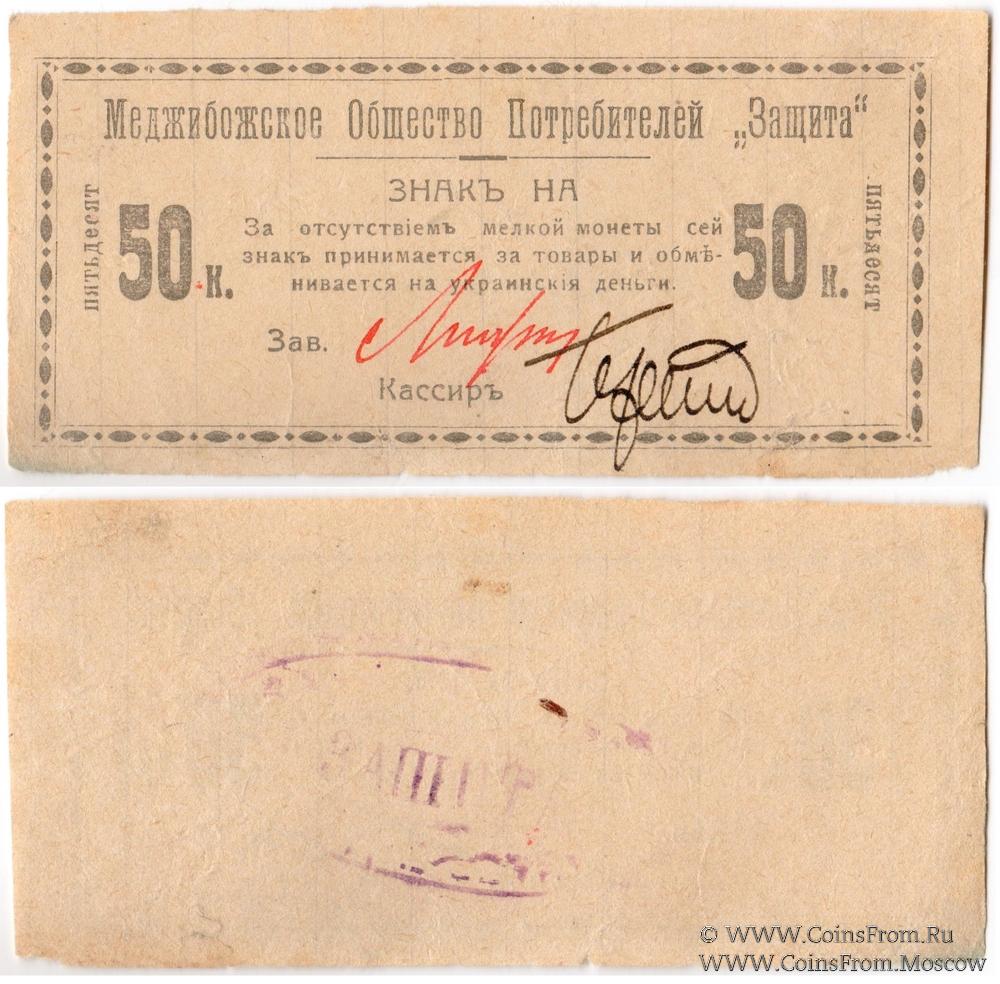 Меджибожское Общество Потребителей „Защита“
ЗНАКЪ НА
пятьдесят
50 к.
За отсутствіемъ мелкой монеты сей
знакъ принимается за товары и обмѣ-
нивается на украинскія деньги.
50 к.
пятьдесят
Зав.
Кассиръ
© WWW.CoinsFrom.Ru
WWW.CoinsFrom.Moscow